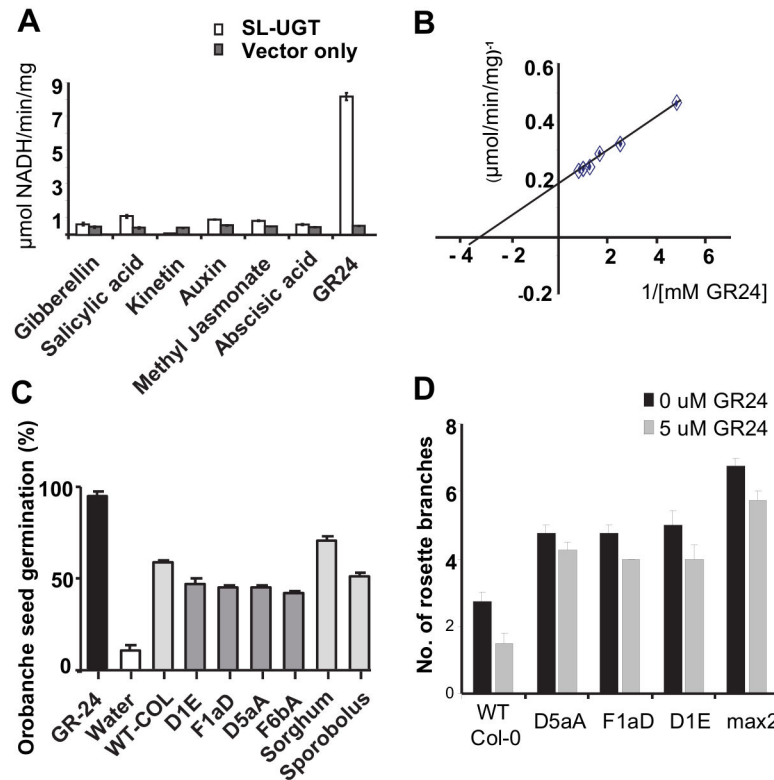 A
SL-UGT
Vector only
µmol NADH/min/mg
9
7
5
3
1
Gibberellin
Salicylic acid
Kinetin
Auxin
Methyl Jasmonate
Abscisic acid
GR24
B
(µmol/min/mg)-1
0.6
0.4
0.2
- 4
- 2
2
4
6
-0.2
1/[mM GR24]
C
Orobanche seed germination (%)
100
50
0
GR-24
Water
WT-COL
D1E
F1aD
D5aA
F6bA
Sorghum
Sporobolus
D
0 uM GR24
5 uM GR24
No. of rosette branches
8
6
4
2
0
WT
Col-0
D5aA
F1aD
D1E
max2